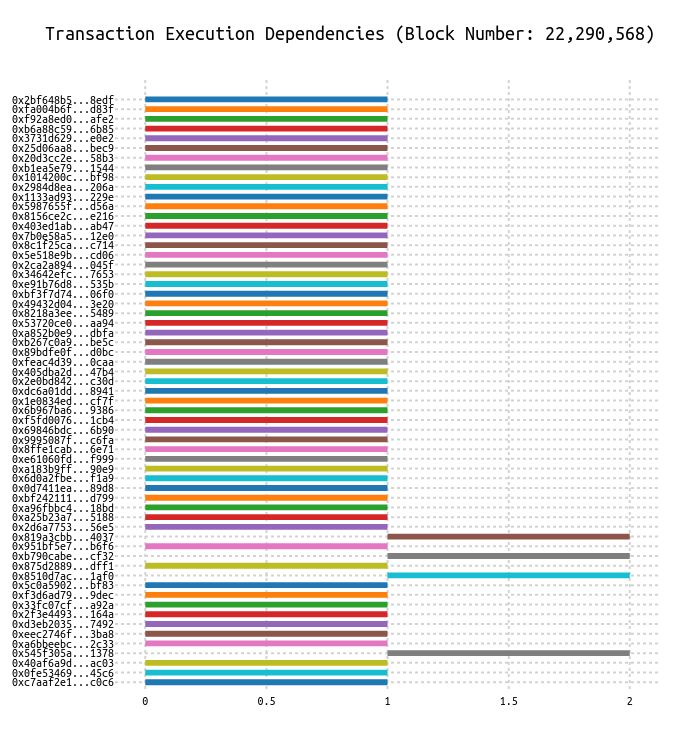 Transaction Execution Dependencies (Block Number: 22,290,568)
0x2bf648b5...8edf
0xfa004b6f...d83f
0xf92a8ed0...afe2
0xb6a88c59...6b85
0x3731d629...e0e2
0x25d06aa8...bec9
0x20d3cc2e...58b3
0xb1ea5e79...1544
0x1014200c...bf98
0x2984d8ea...206a
0x1133ad93...229e
0x5987655f...d56a
0x8156ce2c...e216
0x403ed1ab...ab47
0x7b0e58a5...12e0
0x8c1f25ca...c714
0x5e518e9b...cd06
0x2ca2a894...045f
0x34642efc...7653
0xe91b76d8...535b
0xbf3f7d74...06f0
0x49432d04...3e20
0x8218a3ee...5489
0x53720ce0...aa94
0xa852b0e9...dbfa
0xb267c0a9...be5c
0x89bdfe0f...d0bc
0xfeac4d39...0caa
0x405dba2d...47b4
0x2e0bd842...c30d
0xdc6a01dd...8941
0x1e0834ed...cf7f
0x6b967ba6...9386
0xf5fd0076...1cb4
0x69846bdc...6b90
0x9995087f...c6fa
0x8ffe1cab...6e71
0xe61060fd...f999
0xa183b9ff...90e9
0x6d0a2fbe...f1a9
0x0d7411ea...89d8
0xbf242111...d799
0xa96fbbc4...18bd
0xa25b23a7...5188
0x2d6a7753...56e5
0x819a3cbb...4037
0x951bf5e7...b6f6
0xb790cabe...cf32
0x875d2889...dff1
0x8510d7ac...1af0
0x5c0a5902...bf83
0xf3d6ad79...9dec
0x33fc07cf...a92a
0x2f3e4493...164a
0xd3eb2035...7492
0xeec2746f...3ba8
0xa6bbeebc...2c33
0x545f305a...1378
0x40af6a9d...ac03
0x0fe53469...45c6
0xc7aaf2e1...c0c6
0 0.5 1 1.5 2